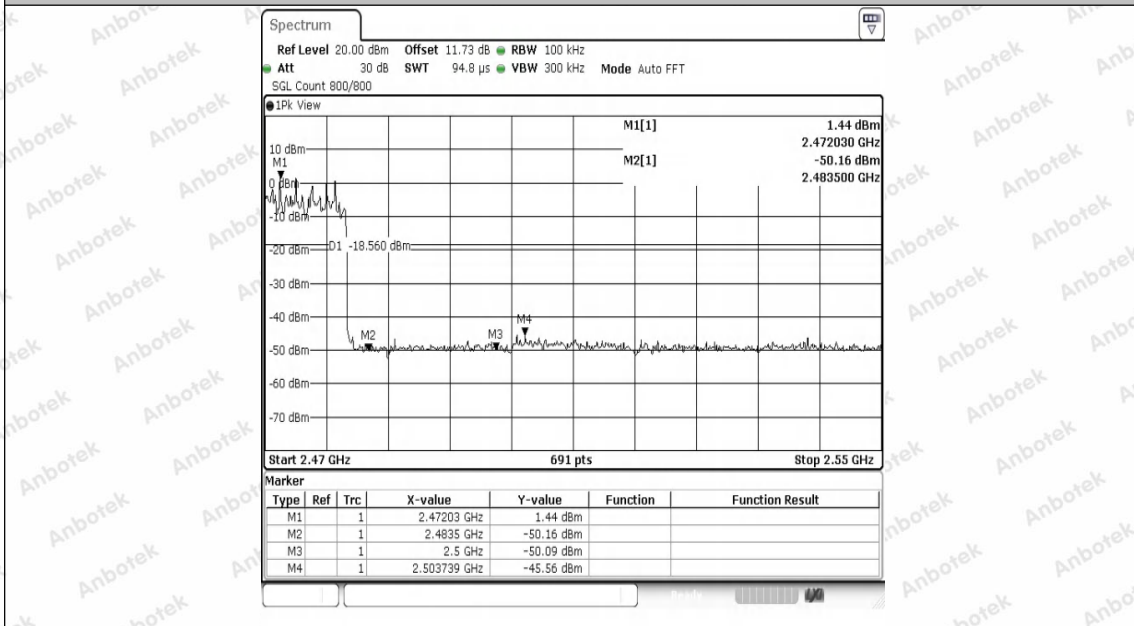 Spectrum
Ref Level 20.00 dBm Offset 11.73 dB RBW 100 kHz
Att 30 dB SWT 94.8 µs VBW 300 kHz Mode Auto FFT
SGL Count 800/800
1Pk View
M1[1] 1.44 dBm
2.472030 GHz
10 dBm
M1
M2[1] -50.16 dBm
2.483500 GHz
0 dBm
-10 dBm
D1 -18.560 dBm
-20 dBm
-30 dBm
-40 dBm
M4
M2
M3
-50 dBm
-60 dBm
-70 dBm
Start 2.47 GHz 691 pts Stop 2.55 GHz
Marker
Type Ref Trc X-value Y-value Function Function Result
M1 1 2.47203 GHz 1.44 dBm
M2 1 2.4835 GHz -50.16 dBm
M3 1 2.5 GHz -50.09 dBm
M4 1 2.503739 GHz -45.56 dBm
Anbotek